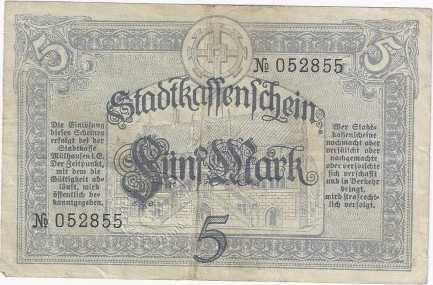 5 5
№ 052855
Stadtkassenschein
Die Einlösung
dieses Scheines
erfolgt bei der
Stadtkasse
Mülhausen i. E.
Der Zeitpunkt,
mit dem die
Gültigkeit ab-
läuft, wird
öffentlich be-
kanntgegeben.
Fünf Mark
Wer Stadt-
kassenscheine
nachmacht oder
verfälscht oder
nachgemachte
oder verfälschte
sich verschafft
und in Verkehr
bringt,
wird strafrecht-
lich verfolgt.
№ 052855
5